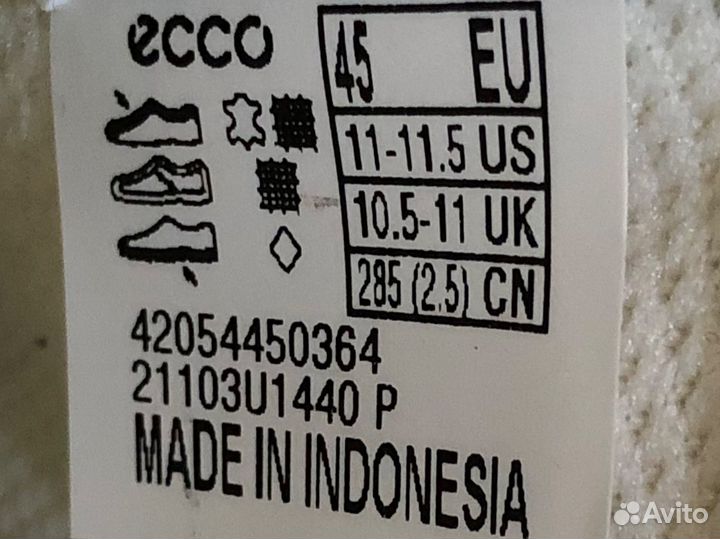 ecco
45 EU
11-11.5 US
10.5-11 UK
285 (2.5) CN
42054450364
21103U1440 P
MADE IN INDONESIA
Avito